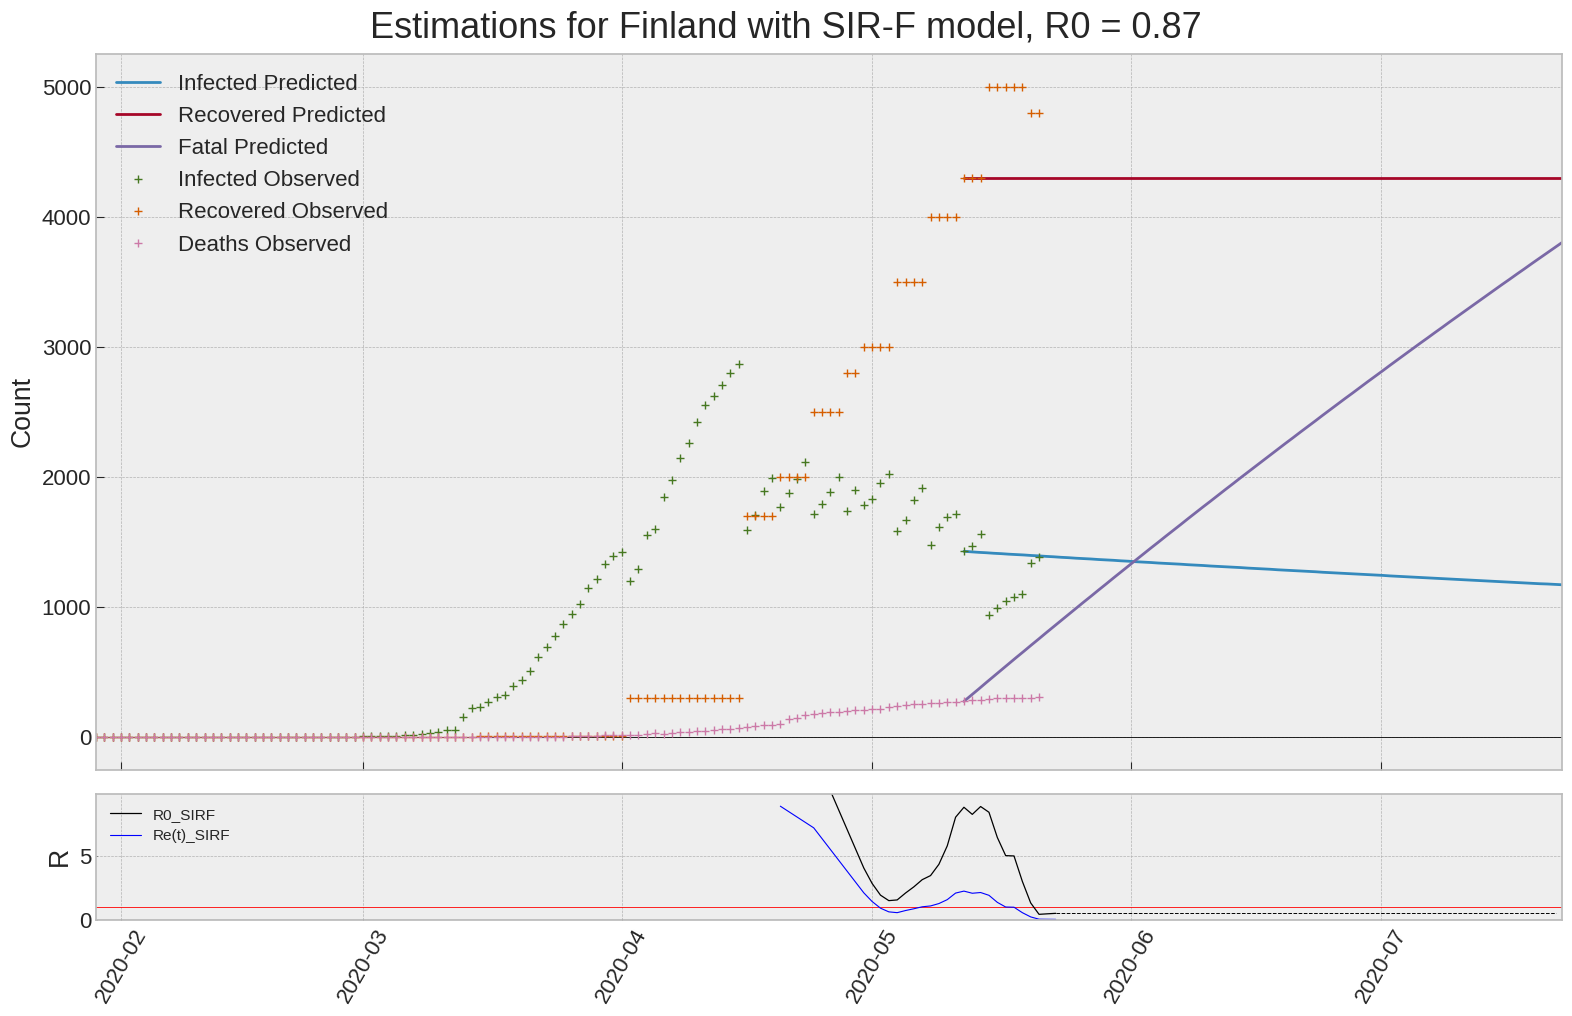 Estimations for Finland with SIR-F model, R0 = 0.87
Infected Predicted
Recovered Predicted
Fatal Predicted
Infected Observed
Recovered Observed
Deaths Observed
5000
4000
3000
2000
1000
0
Count
R0_SIRF
Re(t)_SIRF
5
0
R
2020-02
2020-03
2020-04
2020-05
2020-06
2020-07